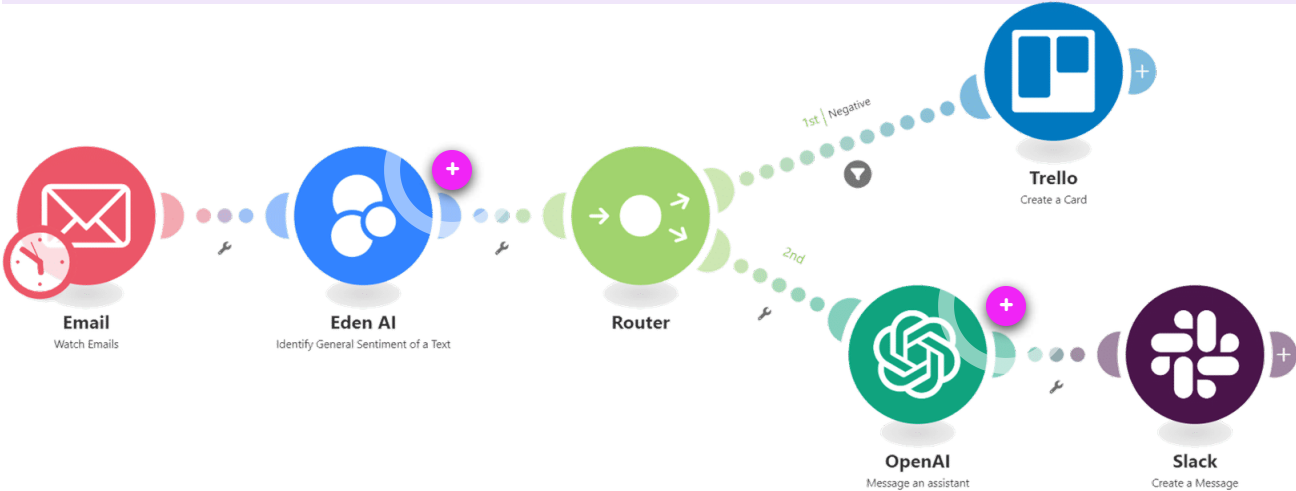 1st | Negative
Trello
Create a Card
Email
Watch Emails
Eden AI
Identify General Sentiment of a Text
Router
2nd
OpenAI
Message an assistant
Slack
Create a Message